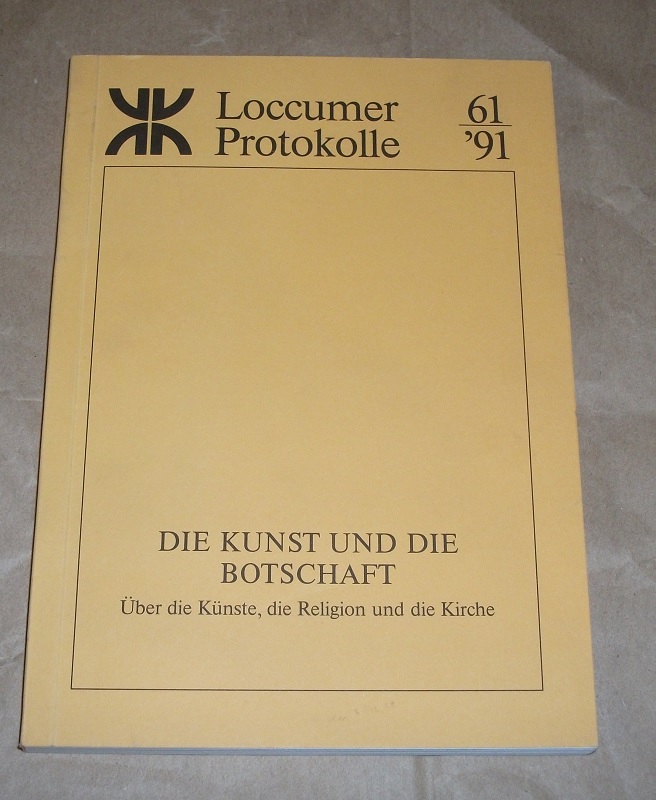 Loccumer 61
Protokolle '91
DIE KUNST UND DIE
BOTSCHAFT
Über die Künste, die Religion und die Kirche